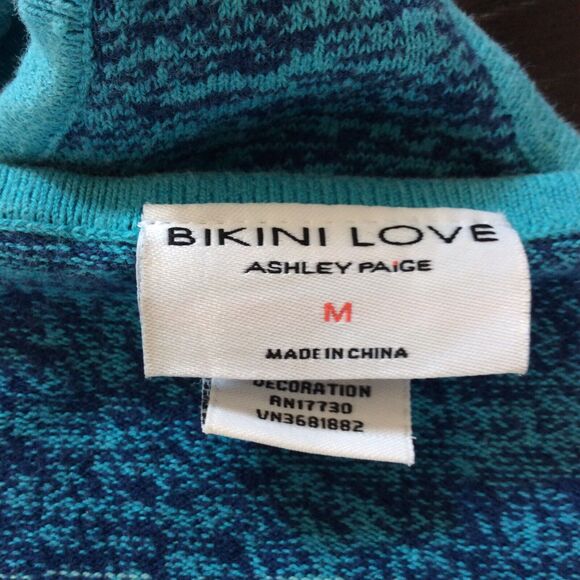 BIKINI LOVE
ASHLEY PAiGE
M
MADE IN CHINA
DECORATION
RN17730
VN3681882